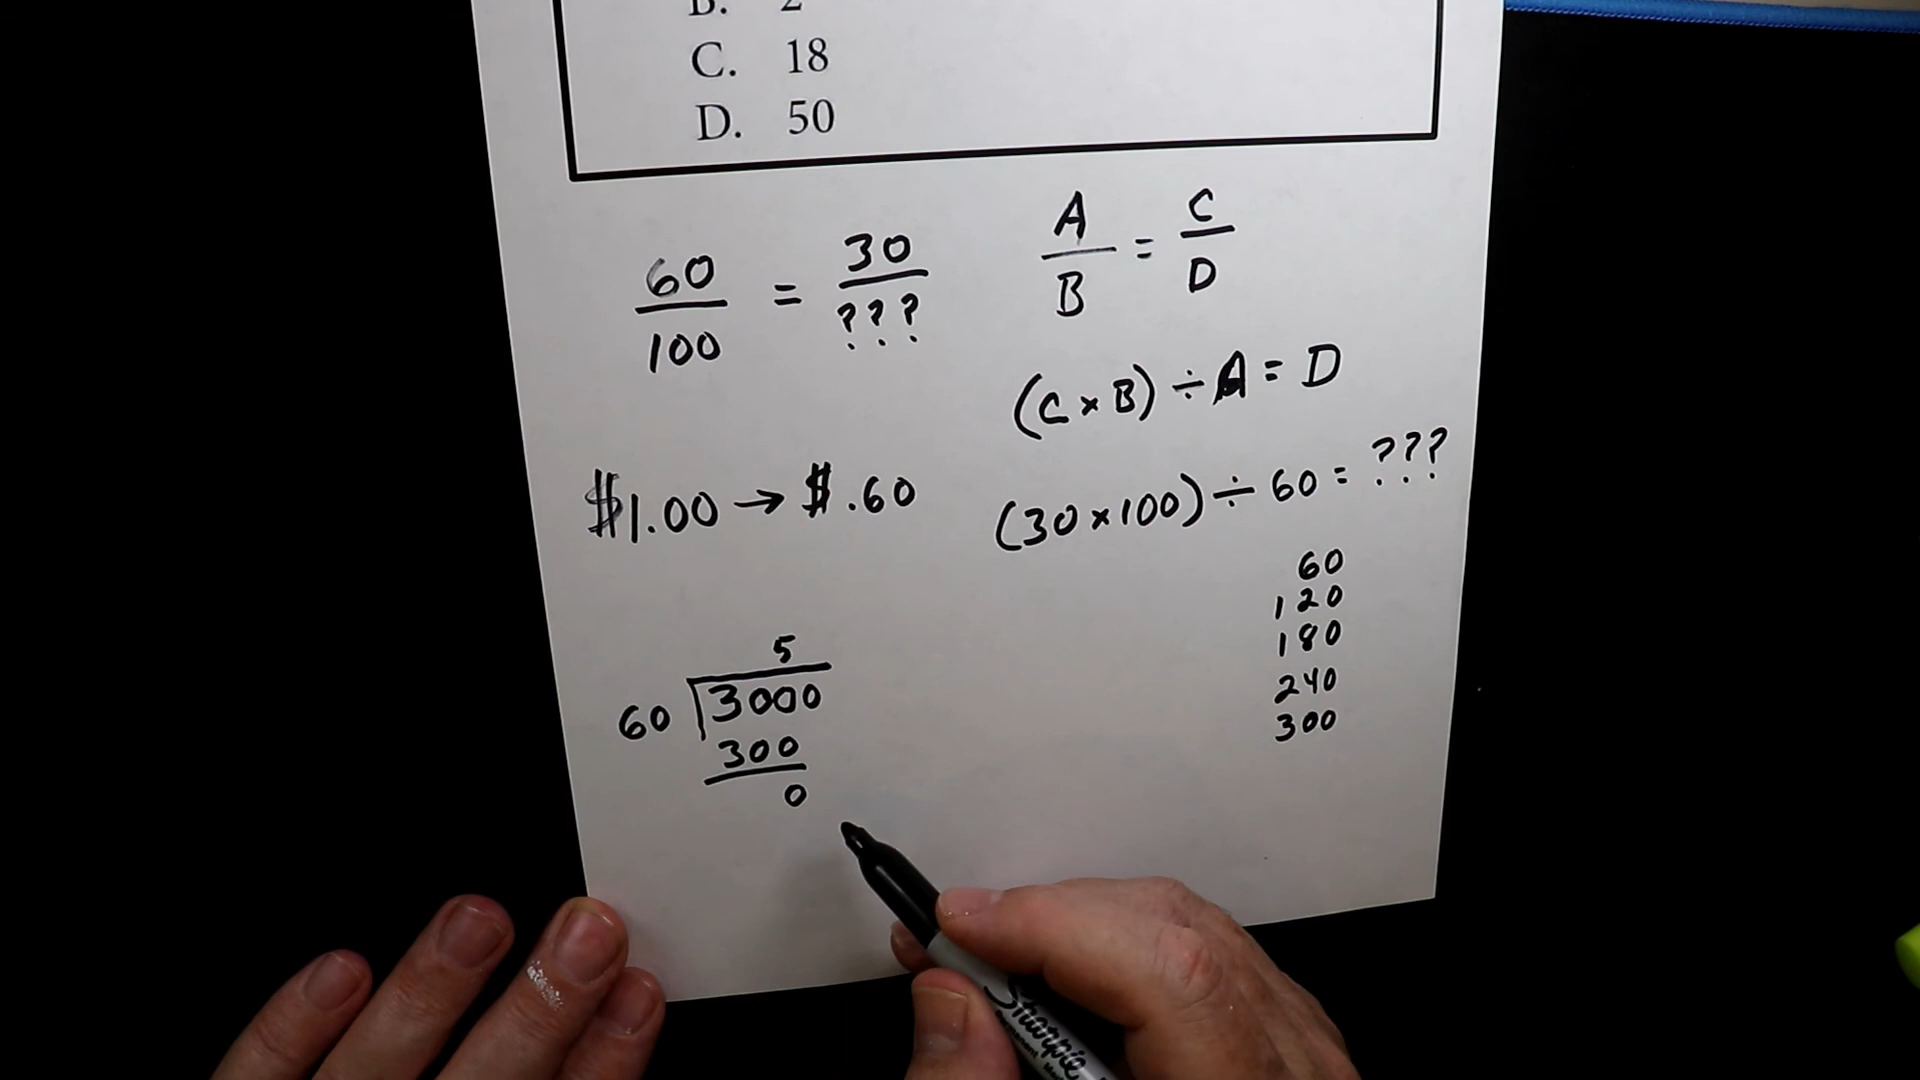 B. 2
C. 18
D. 50
60/100 = 30/???
A/B = C/D
(C × B) ÷ A = D
$1.00 → $.60
(30 × 100) ÷ 60 = ???
60
120
180
240
300
5
60 3000
300
0
Sharpie